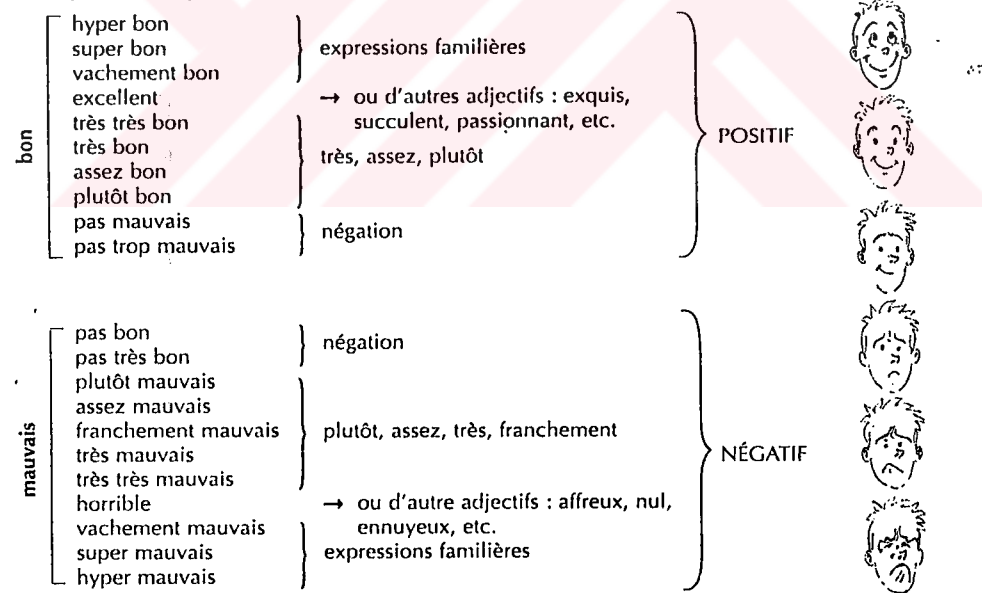 hyper bon
super bon
vachement bon
expressions familières
excellent
→ ou d'autres adjectifs : exquis,
succulent, passionnant, etc.
très très bon
très bon
assez bon
plutôt bon
très, assez, plutôt
pas mauvais
pas trop mauvais
négation
bon
POSITIF
pas bon
pas très bon
négation
plutôt mauvais
assez mauvais
franchement mauvais
très mauvais
très très mauvais
plutôt, assez, très, franchement
horrible
→ ou d'autre adjectifs : affreux, nul,
ennuyeux, etc.
vachement mauvais
super mauvais
hyper mauvais
expressions familières
mauvais
NÉGATIF